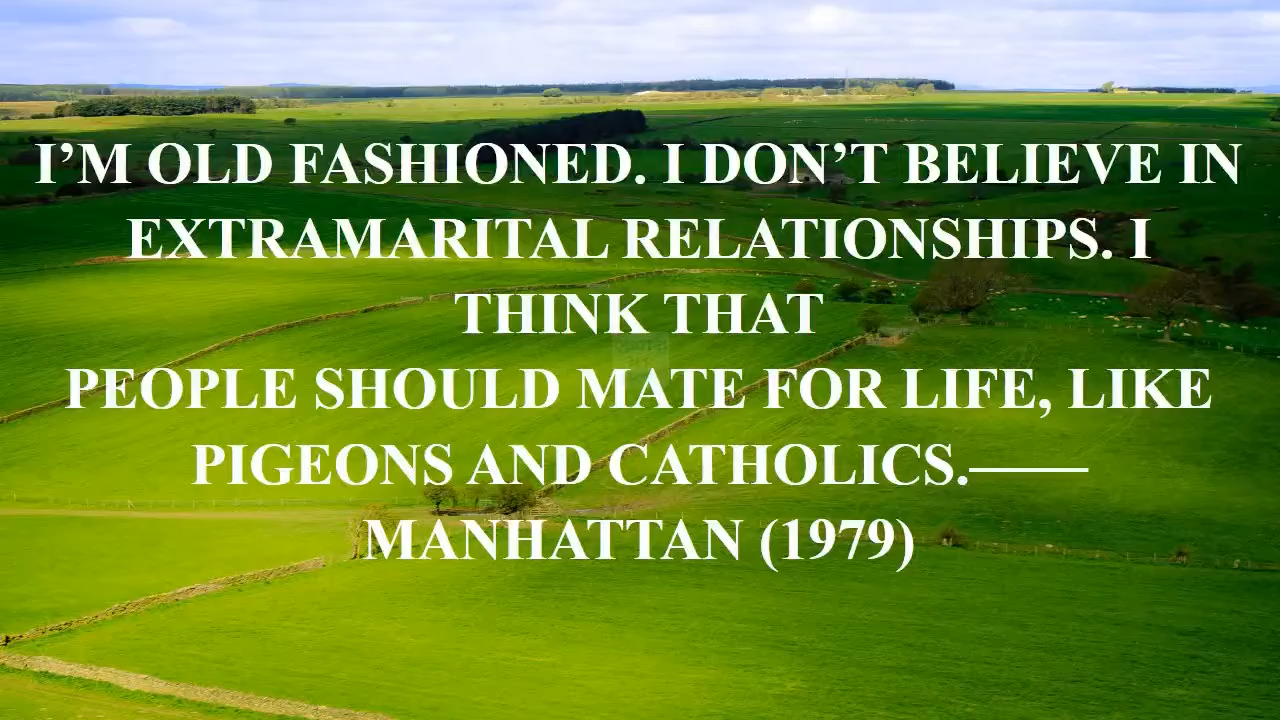 I’M OLD FASHIONED. I DON’T BELIEVE IN
EXTRAMARITAL RELATIONSHIPS. I
THINK THAT
PEOPLE SHOULD MATE FOR LIFE, LIKE
PIGEONS AND CATHOLICS.——
MANHATTAN (1979)